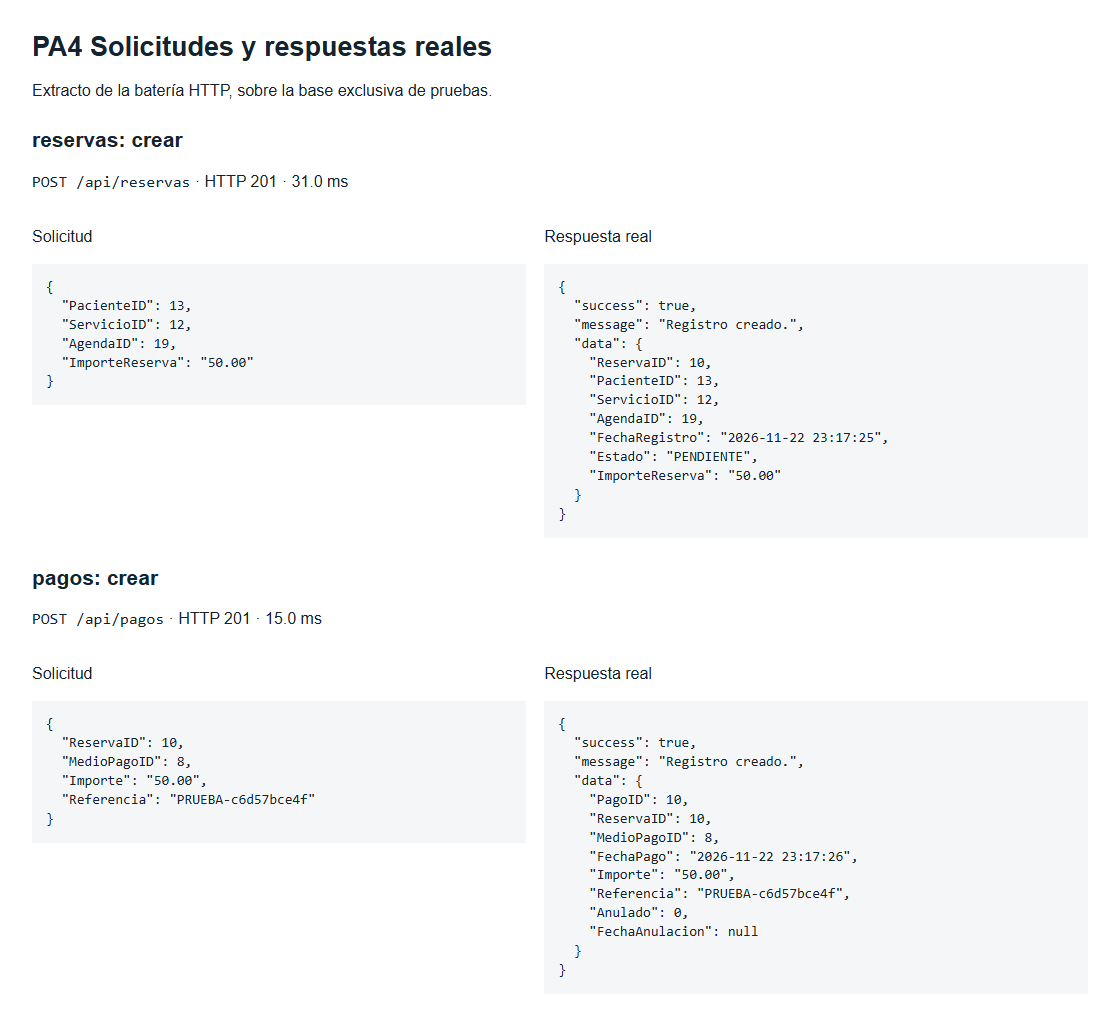 PA4 Solicitudes y respuestas reales
Extracto de la batería HTTP, sobre la base exclusiva de pruebas.
reservas: crear
POST /api/reservas · HTTP 201 · 31.0 ms
Solicitud
{
  "PacienteID": 13,
  "ServicioID": 12,
  "AgendaID": 19,
  "ImporteReserva": "50.00"
}
Respuesta real
{
  "success": true,
  "message": "Registro creado.",
  "data": {
    "ReservaID": 10,
    "PacienteID": 13,
    "ServicioID": 12,
    "AgendaID": 19,
    "FechaRegistro": "2026-11-22 23:17:25",
    "Estado": "PENDIENTE",
    "ImporteReserva": "50.00"
  }
}
pagos: crear
POST /api/pagos · HTTP 201 · 15.0 ms
Solicitud
{
  "ReservaID": 10,
  "MedioPagoID": 8,
  "Importe": "50.00",
  "Referencia": "PRUEBA-c6d57bce4f"
}
Respuesta real
{
  "success": true,
  "message": "Registro creado.",
  "data": {
    "PagoID": 10,
    "ReservaID": 10,
    "MedioPagoID": 8,
    "FechaPago": "2026-11-22 23:17:26",
    "Importe": "50.00",
    "Referencia": "PRUEBA-c6d57bce4f",
    "Anulado": 0,
    "FechaAnulacion": null
  }
}